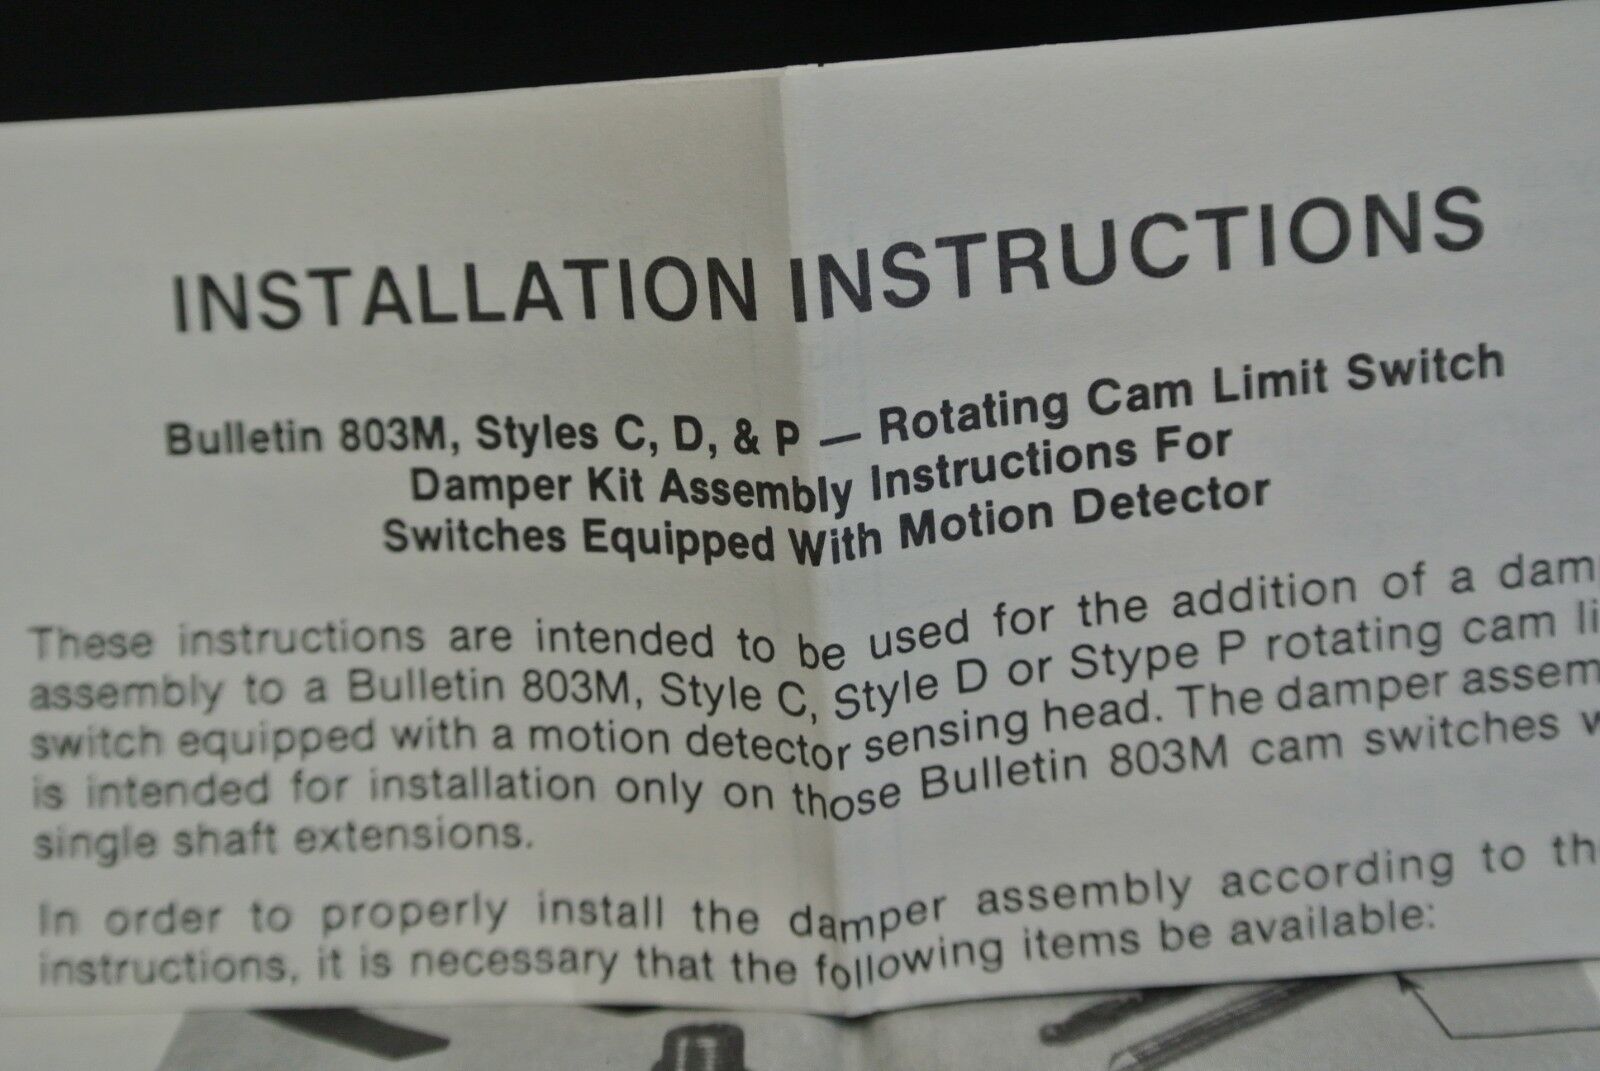 INSTALLATION INSTRUCTIONS
Bulletin 803M, Styles C, D, & P — Rotating Cam Limit Switch
Damper Kit Assembly Instructions For
Switches Equipped With Motion Detector
These instructions are intended to be used for the addition of a dam
assembly to a Bulletin 803M, Style C, Style D or Stype P rotating cam li
switch equipped with a motion detector sensing head. The damper assem
is intended for installation only on those Bulletin 803M cam switches w
single shaft extensions.
In order to properly install the damper assembly according to th
instructions, it is necessary that the following items be available: